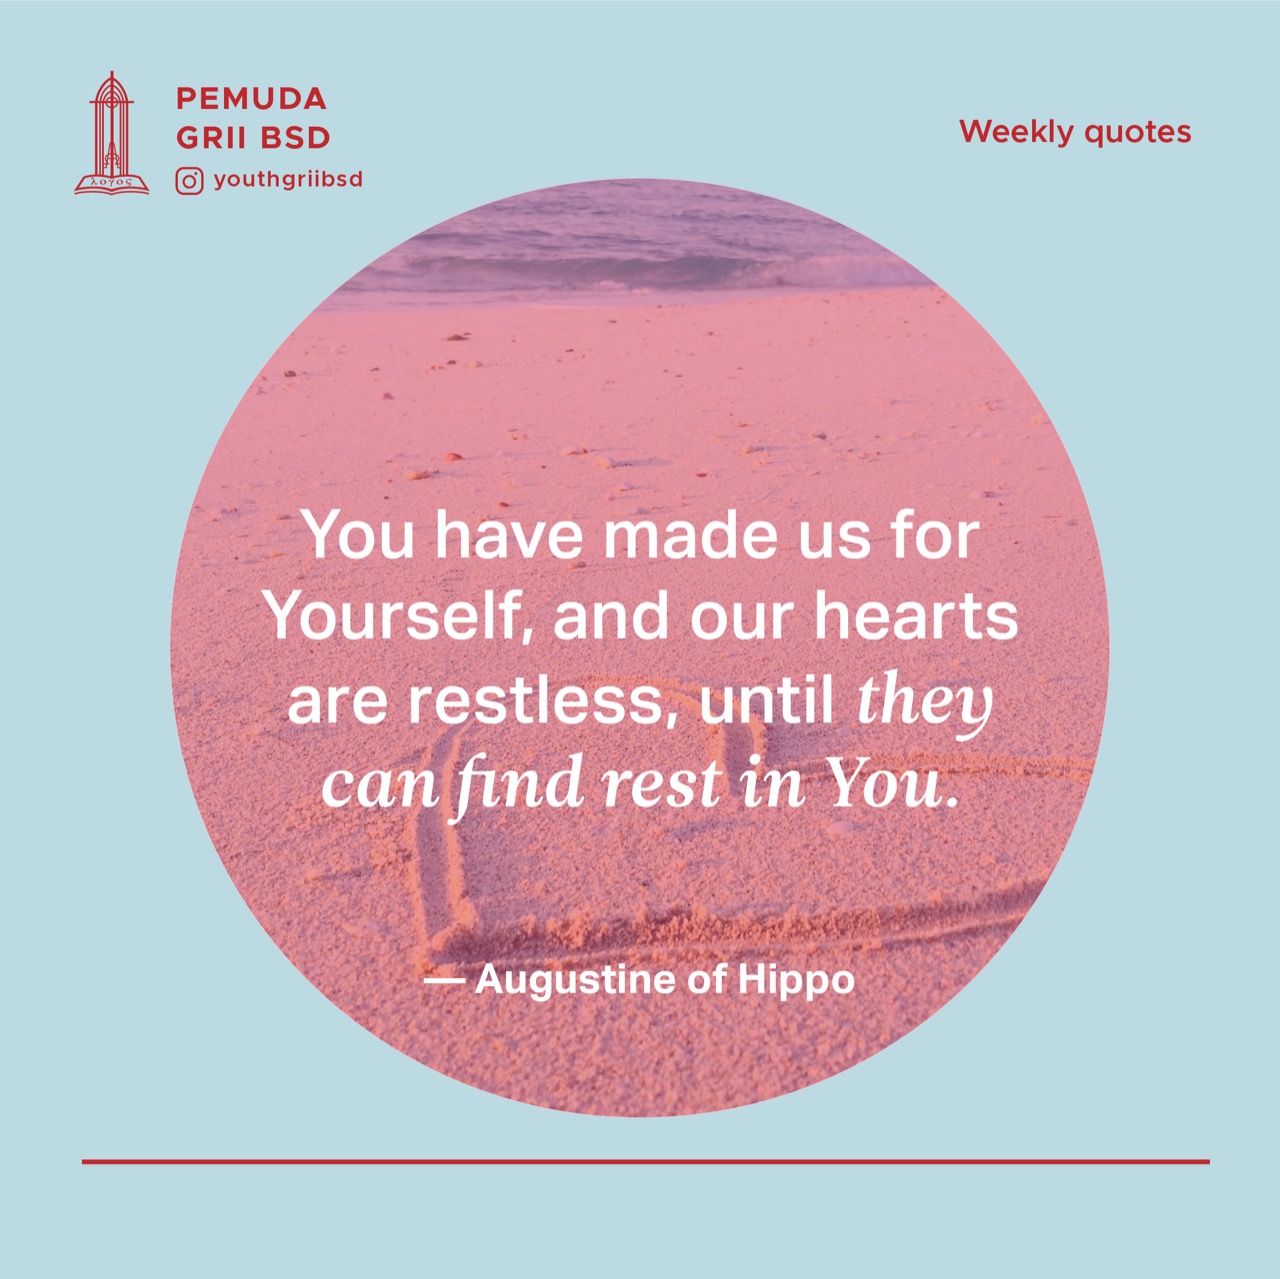 PEMUDA
GRII BSD
youthgriibsd
λογος
Weekly quotes
You have made us for
Yourself, and our hearts
are restless, until they
can find rest in You.
— Augustine of Hippo